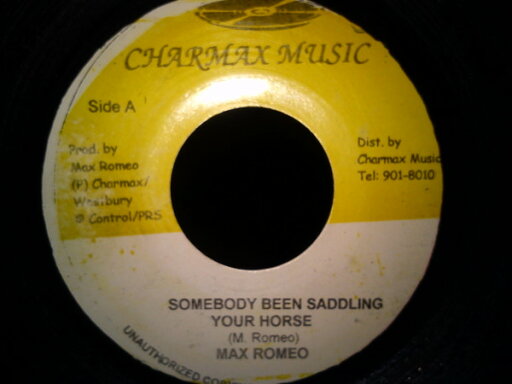 CHARMAX MUSIC
Side A
Prod. by
Max Romeo
(P) Charmax/
Westbury
© Control/PRS
Dist. by
Charmax Music
Tel: 901-8010
SOMEBODY BEEN SADDLING
YOUR HORSE
(M. Romeo)
MAX ROMEO
UNAUTHORIZED